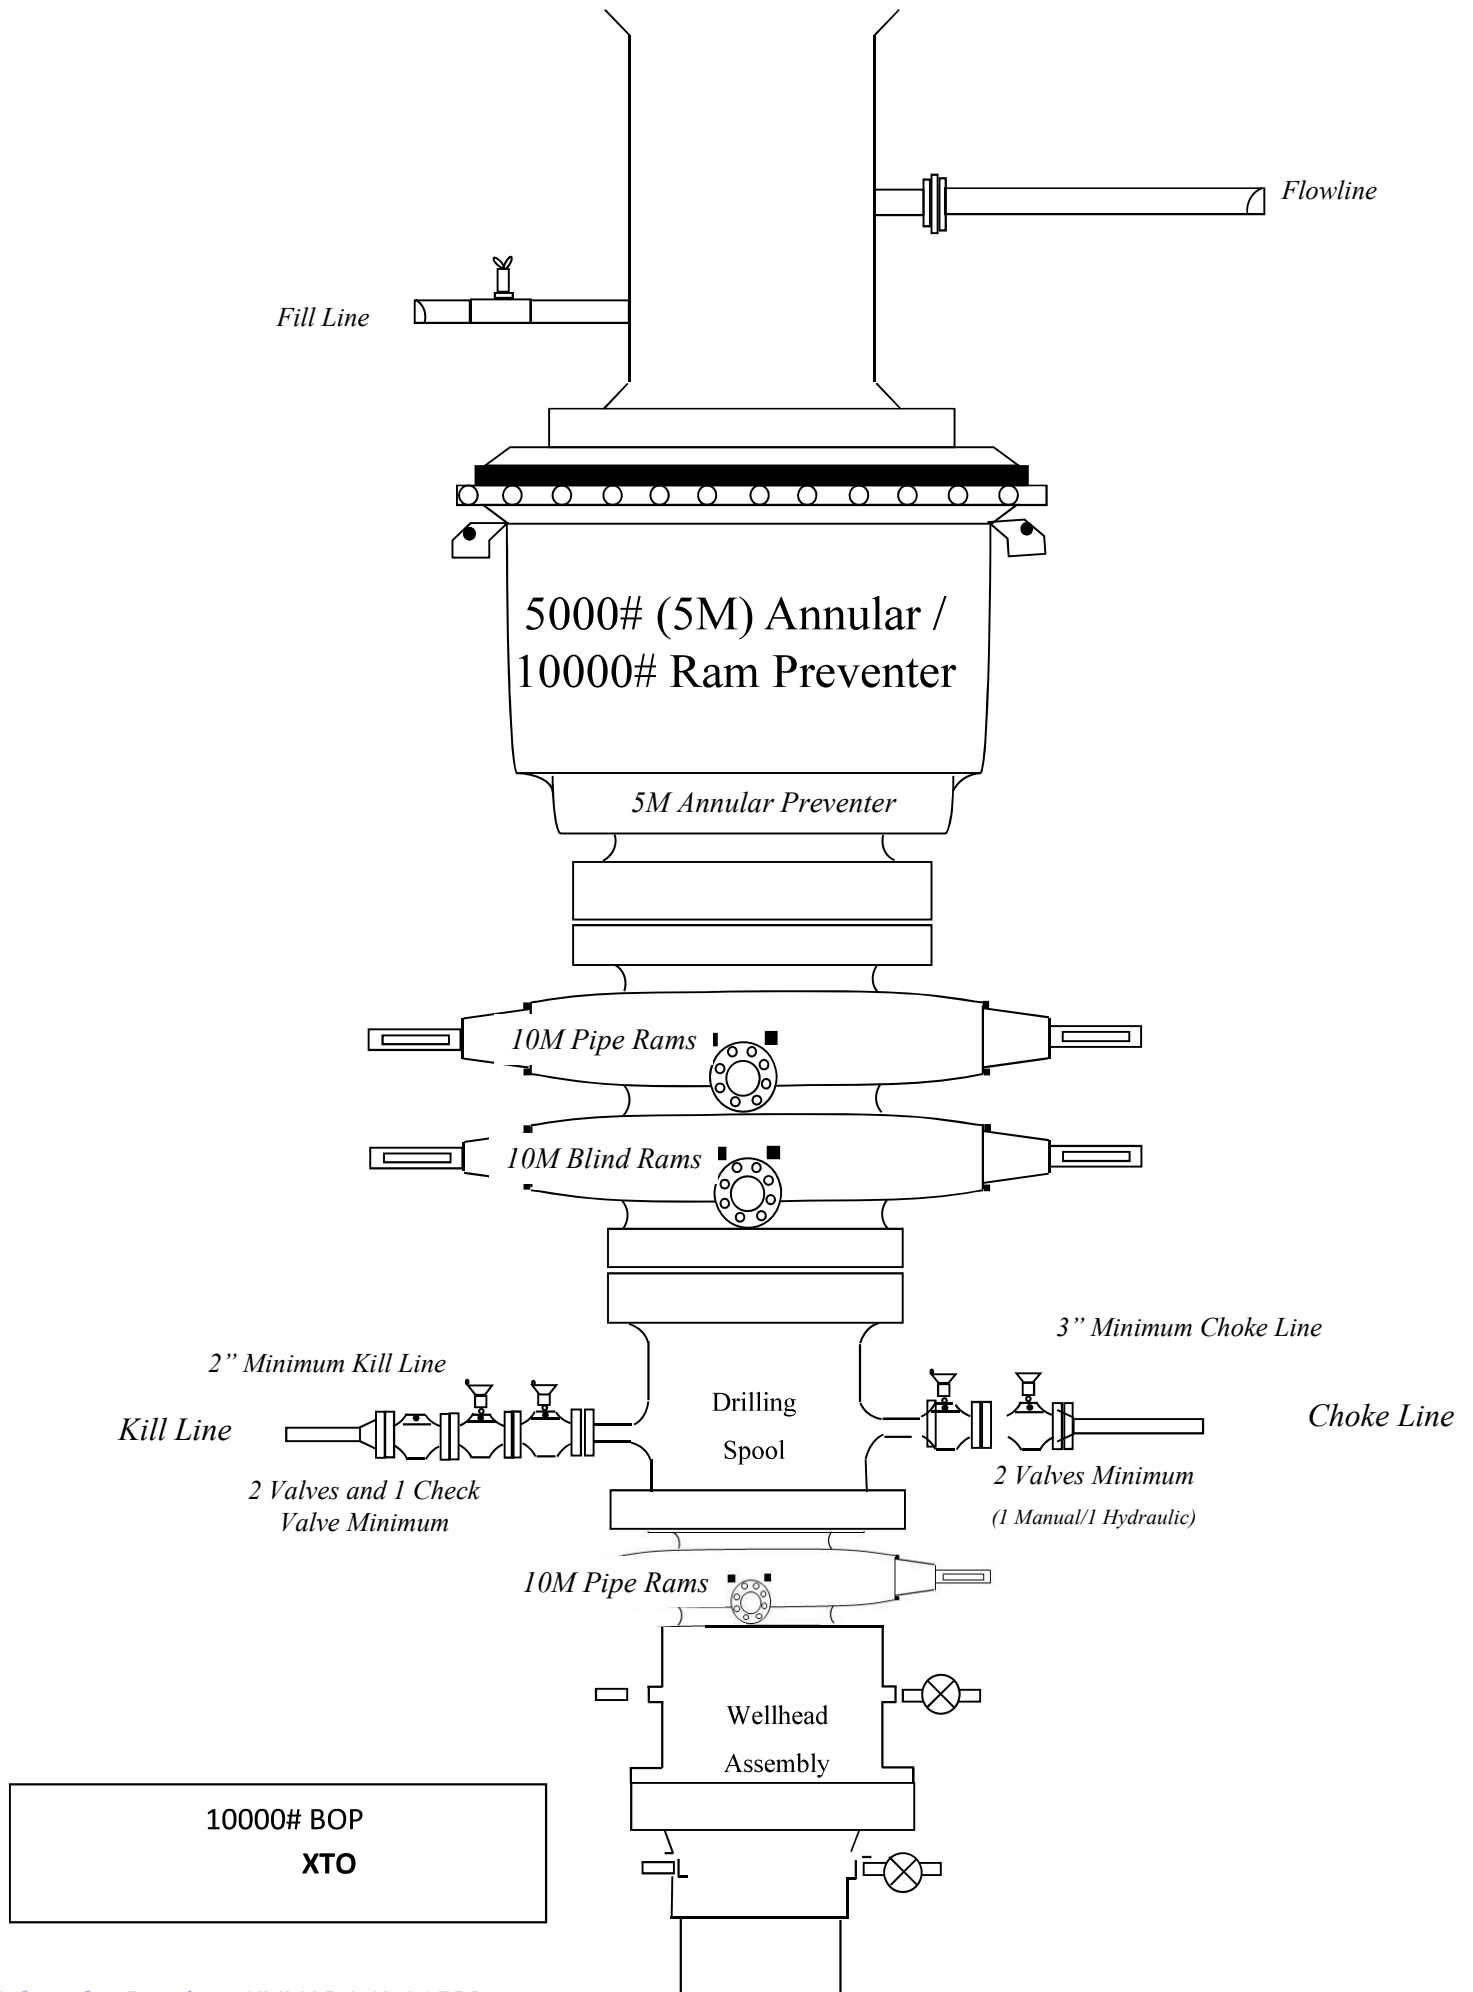 Flowline
Fill Line
5000# (5M) Annular /
10000# Ram Preventer
5M Annular Preventer
10M Pipe Rams
10M Blind Rams
3” Minimum Choke Line
2” Minimum Kill Line
Drilling
Spool
Kill Line
Choke Line
2 Valves and 1 Check
Valve Minimum
2 Valves Minimum
(1 Manual/1 Hydraulic)
10M Pipe Rams
Wellhead
Assembly
10000# BOP
XTO